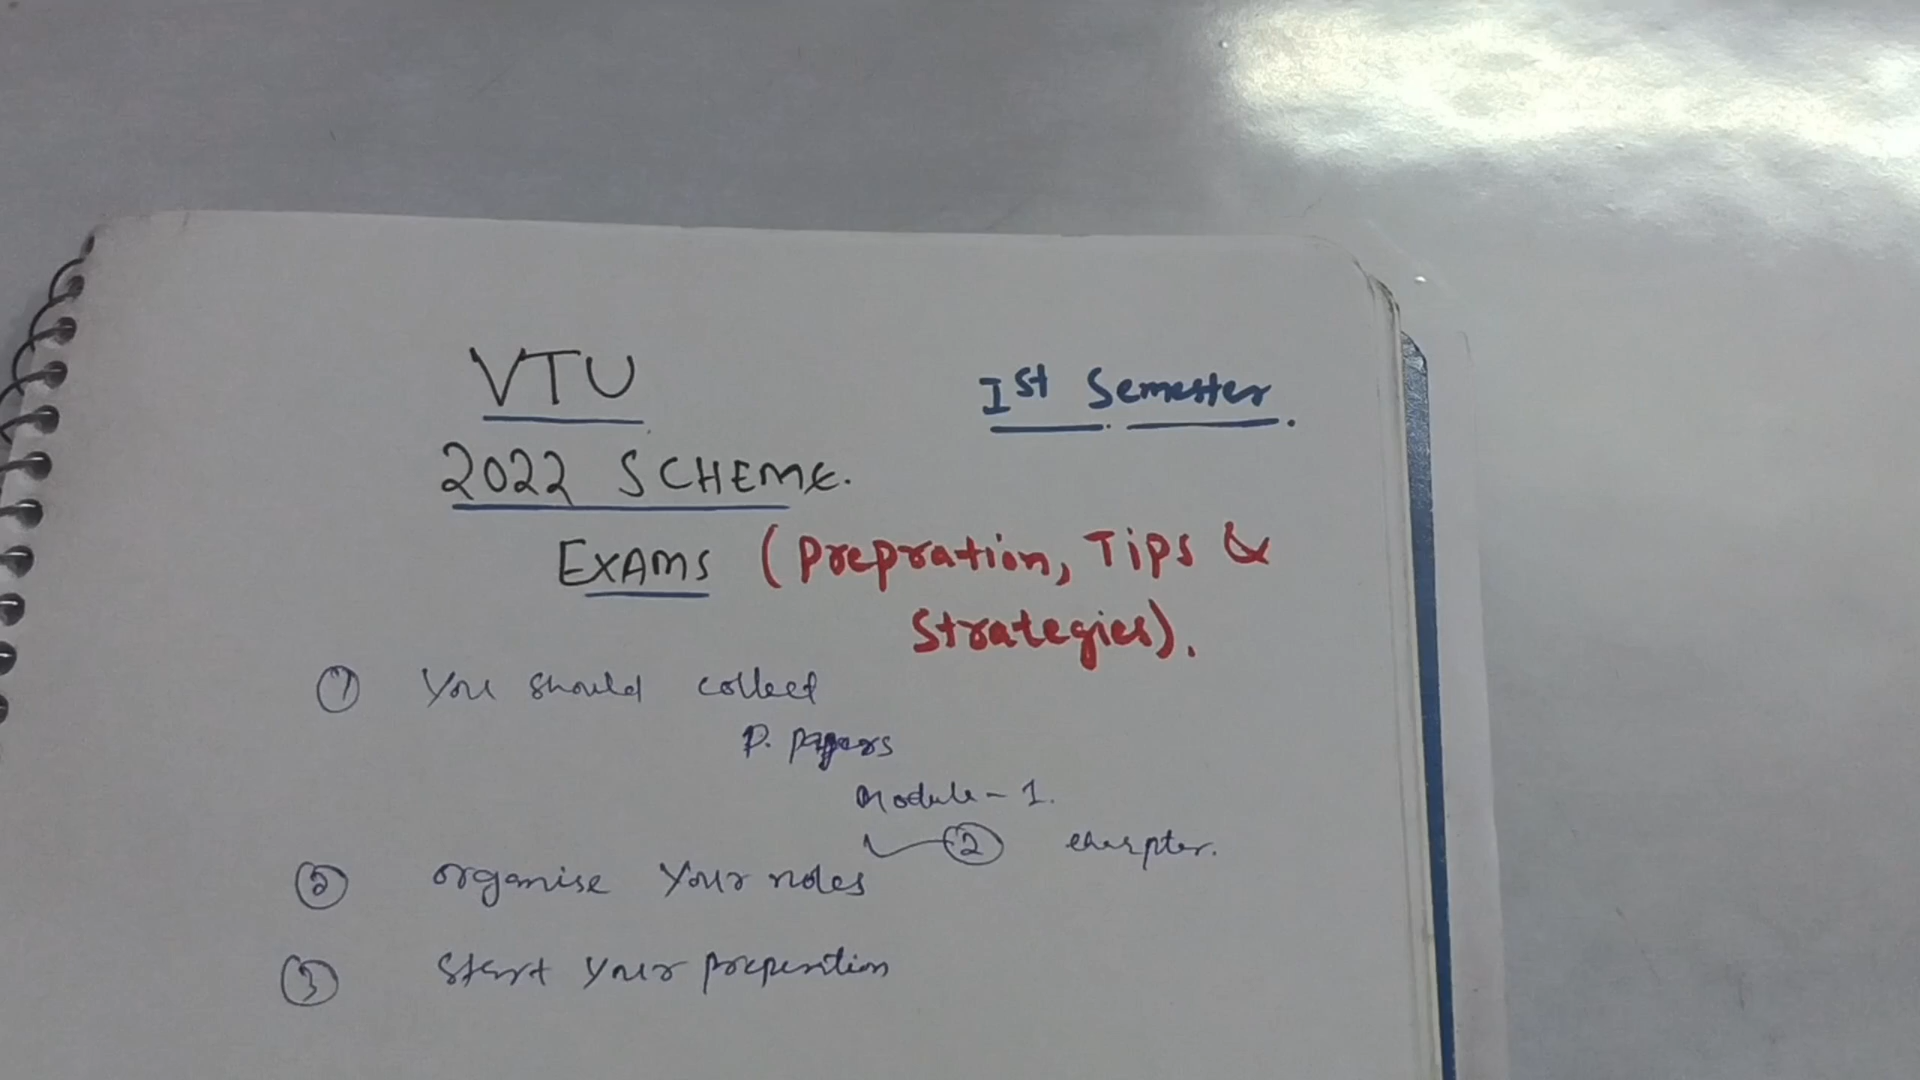 VTU
Ist Semester.
2022 SCHEME.
EXAMS (Prepration, Tips &
Strategies).
1 You should collect
P. papers
Module - 1.
2 chapter.
2 organise your notes
3 start your preparation